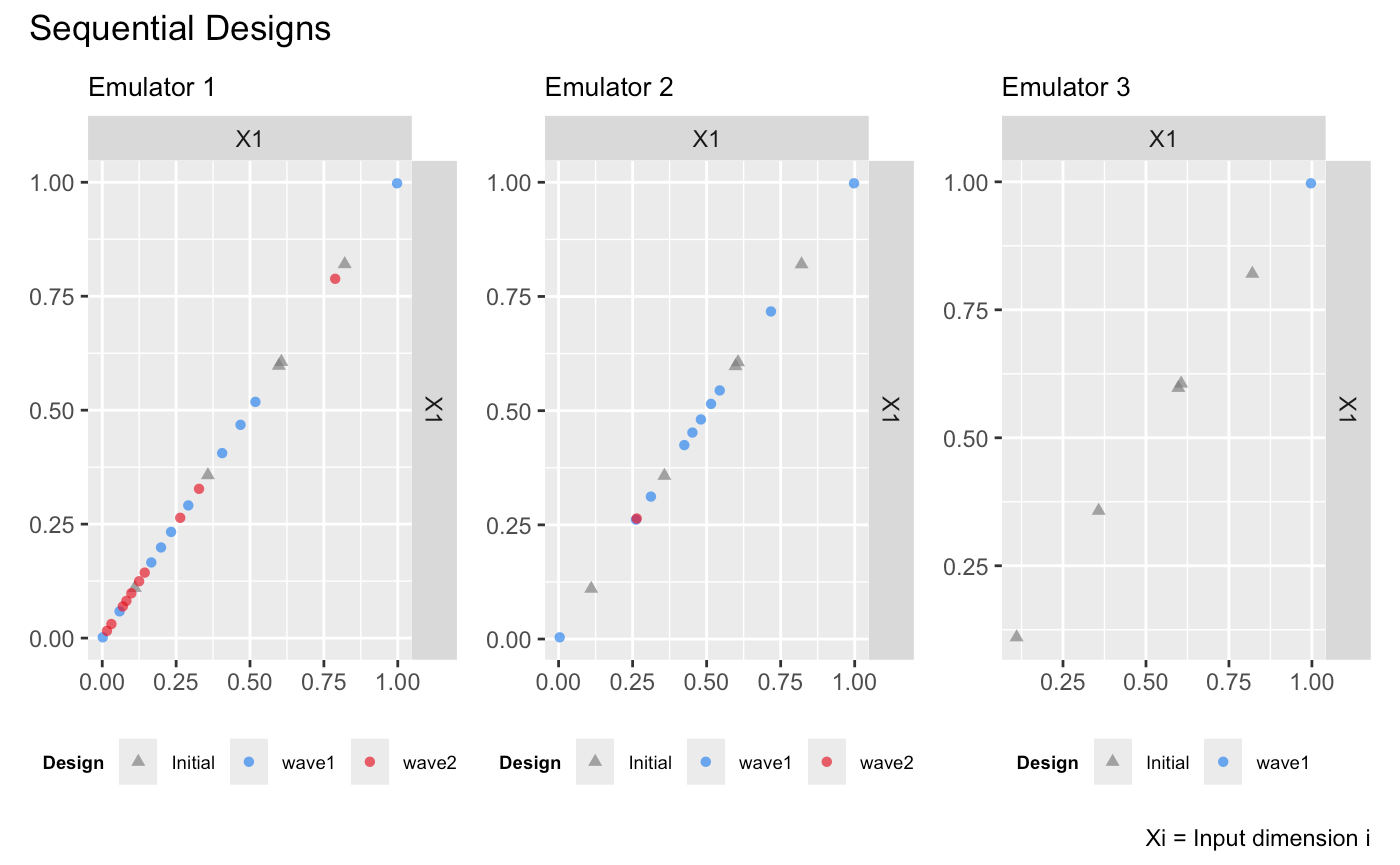 Sequential Designs
Emulator 1
X1
1.00
0.75
0.50
0.25
0.00
X1
0.00 0.25 0.50 0.75 1.00
Design Initial wave1 wave2
Emulator 2
X1
1.00
0.75
0.50
0.25
0.00
X1
0.00 0.25 0.50 0.75 1.00
Design Initial wave1 wave2
Emulator 3
X1
1.00
0.75
0.50
0.25
X1
0.25 0.50 0.75 1.00
Design Initial wave1
Xi = Input dimension i